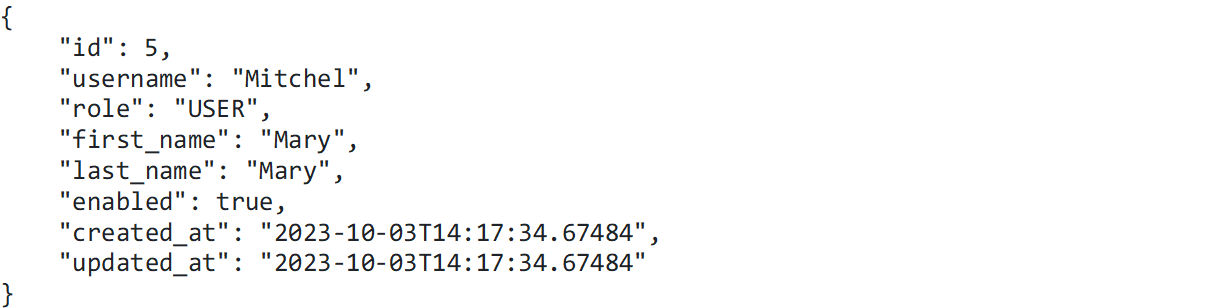 {
    "id": 5,
    "username": "Mitchel",
    "role": "USER",
    "first_name": "Mary",
    "last_name": "Mary",
    "enabled": true,
    "created_at": "2023-10-03T14:17:34.67484",
    "updated_at": "2023-10-03T14:17:34.67484"
}